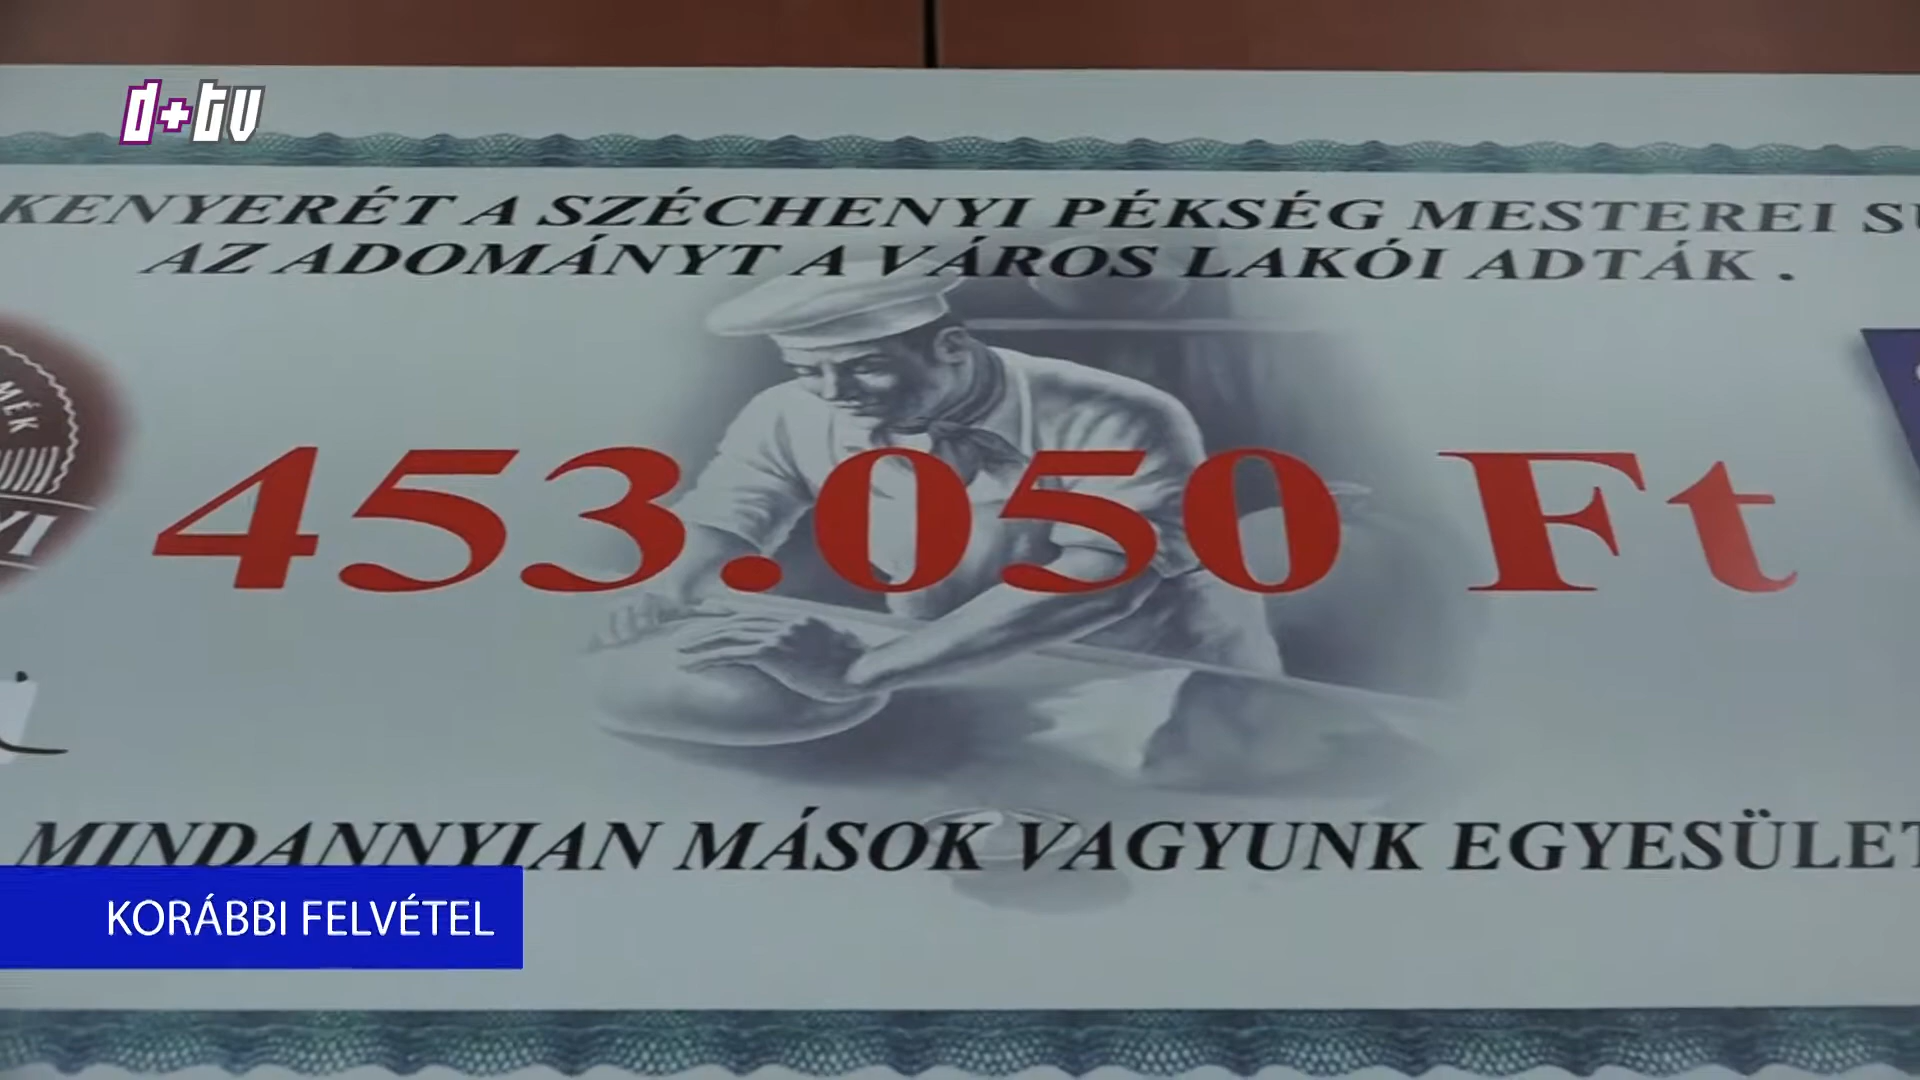 d+tv
KENYERÉT A SZÉCHENYI PÉKSÉG MESTEREI
AZ ADOMÁNYT A VÁROS LAKÓI ADTÁK .
453.050 Ft
MINDANNYIAN MÁSOK VAGYUNK EGYESÜLET
KORÁBBI FELVÉTEL